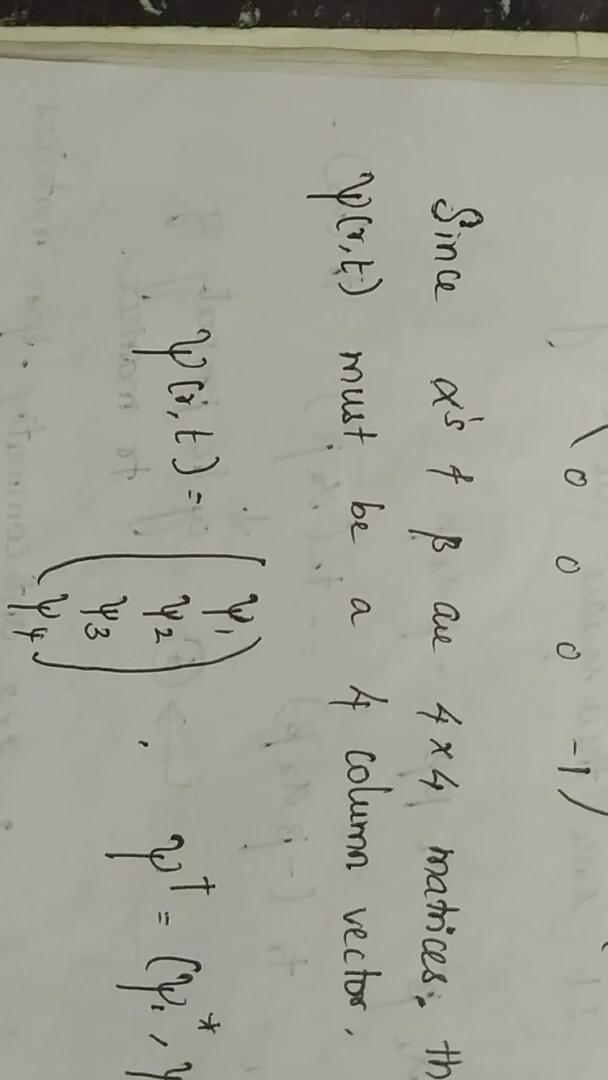 0 0 0 -1)
Since α's & β are 4×4 matrices.
ψ(r,t) must be a 4 column vector,
ψ(r,t) = (ψ1 ψ2 ψ3 ψ4) , ψ† = (ψ1*,